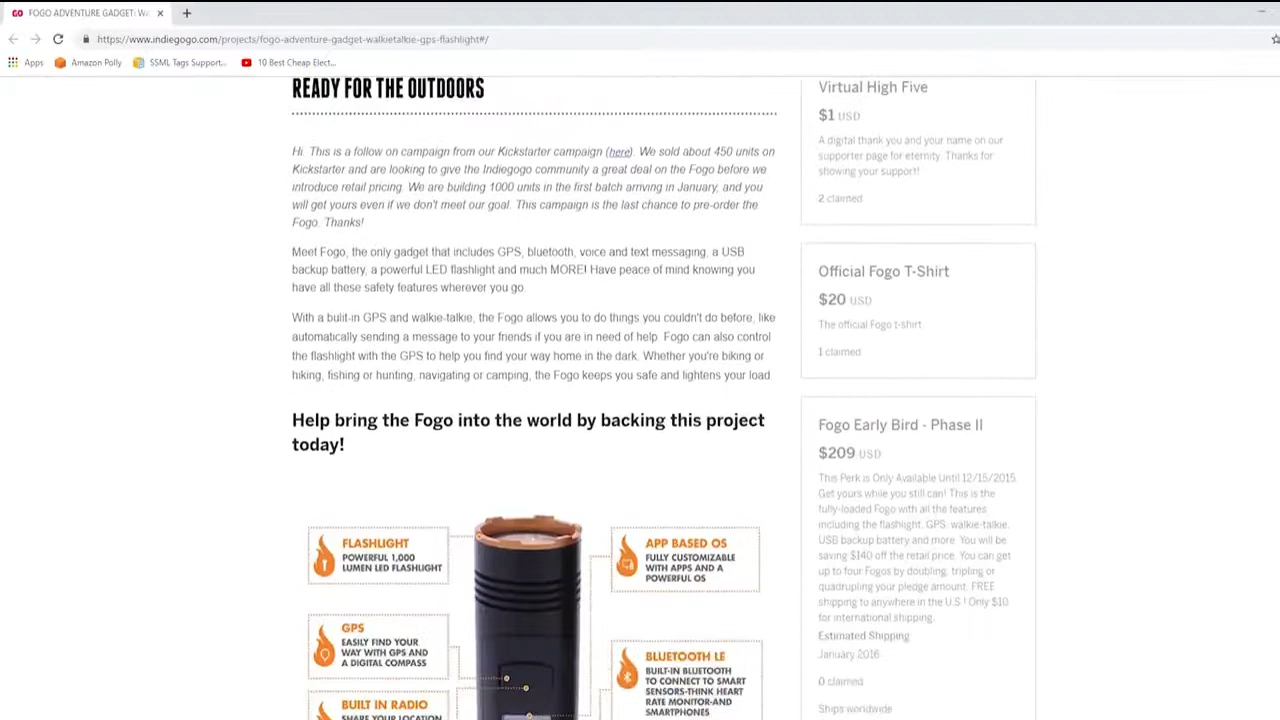 GO FOGO ADVENTURE GADGET: W
https://www.indiegogo.com/projects/fogo-adventure-gadget-walkietalkie-gps-flashlight#/
Apps Amazon Polly SSML Tags Support... 10 Best Cheap Elect...
READY FOR THE OUTDOORS
Hi. This is a follow on campaign from our Kickstarter campaign (here). We sold about 450 units on
Kickstarter and are looking to give the Indiegogo community a great deal on the Fogo before we
introduce retail pricing. We are building 1000 units in the first batch arriving in January, and you
will get yours even if we don't meet our goal. This campaign is the last chance to pre-order the
Fogo. Thanks!
Meet Fogo, the only gadget that includes GPS, bluetooth, voice and text messaging, a USB
backup battery, a powerful LED flashlight and much MORE! Have peace of mind knowing you
have all these safety features wherever you go.
With a built-in GPS and walkie-talkie, the Fogo allows you to do things you couldn't do before, like
automatically sending a message to your friends if you are in need of help. Fogo can also control
the flashlight with the GPS to help you find your way home in the dark. Whether you're biking or
hiking, fishing or hunting, navigating or camping, the Fogo keeps you safe and lightens your load
Help bring the Fogo into the world by backing this project
today!
FLASHLIGHT
POWERFUL 1,000
LUMEN LED FLASHLIGHT
GPS
EASILY FIND YOUR
WAY WITH GPS AND
A DIGITAL COMPASS
BUILT IN RADIO
SHARE YOUR LOCATION
APP BASED OS
FULLY CUSTOMIZABLE
WITH APPS AND A
POWERFUL OS
BLUETOOTH LE
BUILT-IN BLUETOOTH
TO CONNECT TO SMART
SENSORS-THINK HEART
RATE MONITOR-AND
SMARTPHONES
Virtual High Five
$1 USD
A digital thank you and your name on our
supporter page for eternity. Thanks for
showing your support!
2 claimed
Official Fogo T-Shirt
$20 USD
The official Fogo t-shirt
1 claimed
Fogo Early Bird - Phase II
$209 USD
This Perk is Only Available Until 12/15/2015.
Get yours while you still can! This is the
fully-loaded Fogo with all the features
including the flashlight, GPS, walkie-talkie,
USB backup battery and more. You will be
saving $140 off the retail price. You can get
up to four Fogos by doubling, tripling or
quadrupling your pledge amount. FREE
shipping to anywhere in the U.S.! Only $10
for international shipping.
Estimated Shipping
January 2016
0 claimed
Ships worldwide